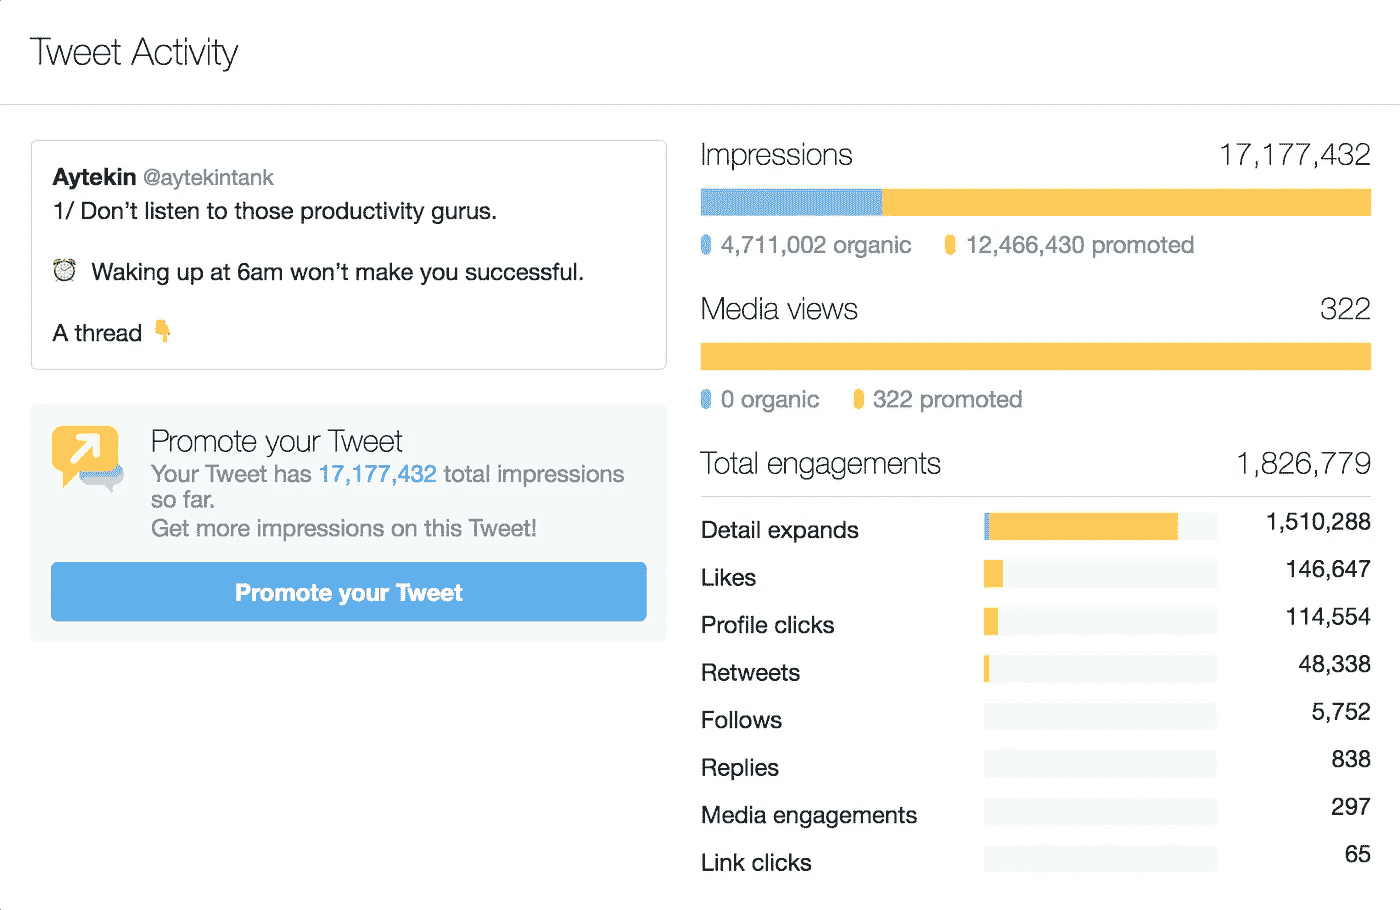 Tweet Activity
Aytekin @aytekintank
1/ Don’t listen to those productivity gurus.
⏰ Waking up at 6am won’t make you successful.
A thread 👇
Promote your Tweet
Your Tweet has 17,177,432 total impressions
so far.
Get more impressions on this Tweet!
Promote your Tweet
Impressions 17,177,432
4,711,002 organic 12,466,430 promoted
Media views 322
0 organic 322 promoted
Total engagements 1,826,779
Detail expands 1,510,288
Likes 146,647
Profile clicks 114,554
Retweets 48,338
Follows 5,752
Replies 838
Media engagements 297
Link clicks 65